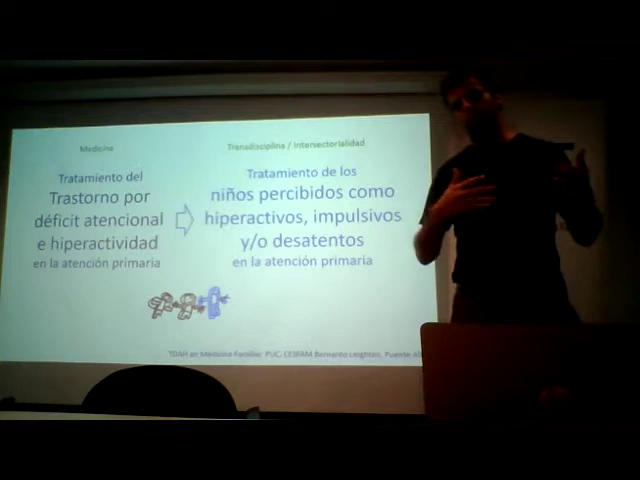 Medicina
Tratamiento del
Trastorno por
déficit atencional
e hiperactividad
en la atención primaria
Transdisciplina / Intersectorialidad
Tratamiento de los
niños percibidos como
hiperactivos, impulsivos
y/o desatentos
en la atención primaria
TDAH en Medicina Familiar. PUC. CESFAM Bernardo Leighton, Puente